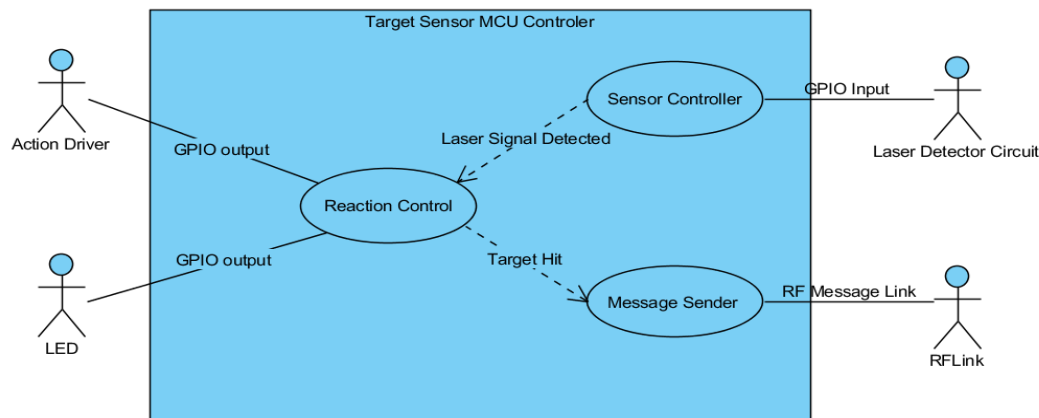 Target Sensor MCU Controler
Sensor Controller
GPIO Input
Action Driver
Laser Signal Detected
Laser Detector Circuit
GPIO output
Reaction Control
GPIO output
Target Hit
Message Sender
RF Message Link
LED
RFLink